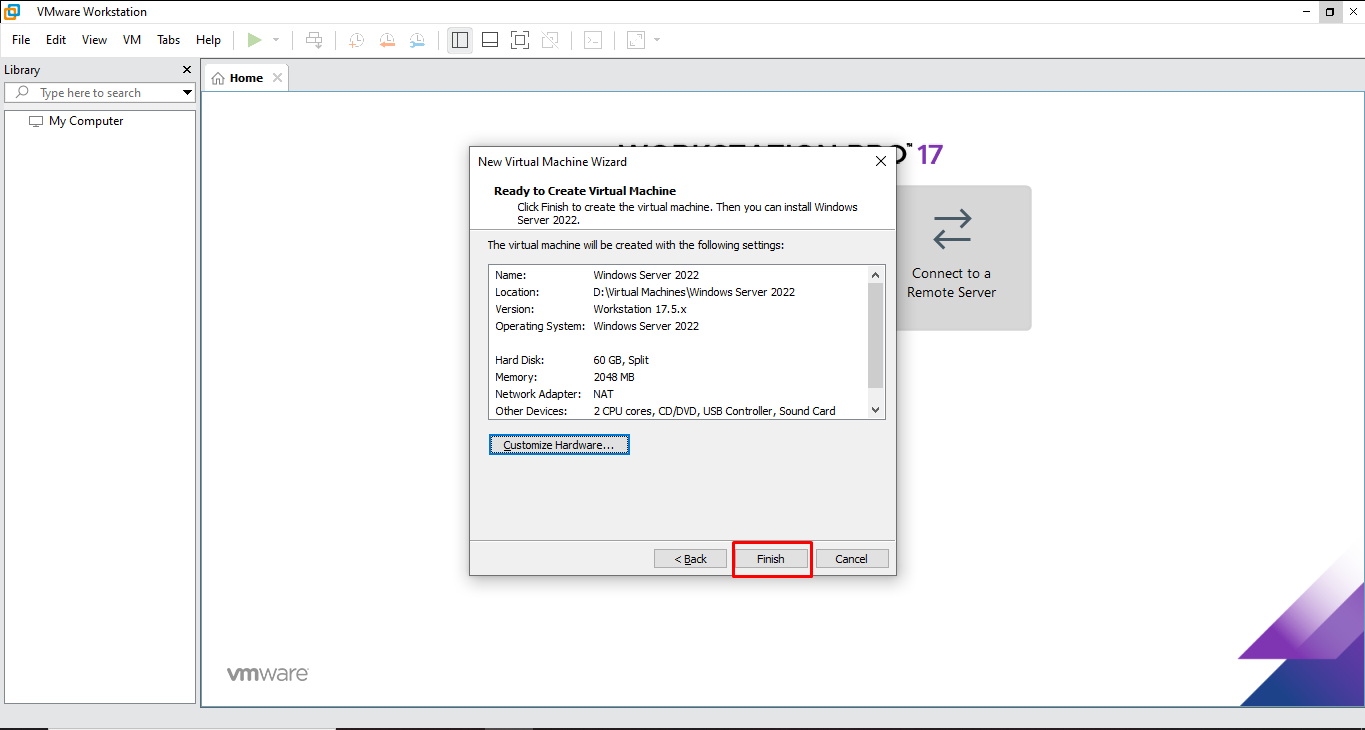 VMware Workstation
File Edit View VM Tabs Help
Library
Type here to search
My Computer
Home
17
New Virtual Machine Wizard
Ready to Create Virtual Machine
Click Finish to create the virtual machine. Then you can install Windows
Server 2022.
The virtual machine will be created with the following settings:
Name: Windows Server 2022
Location: D:\Virtual Machines\Windows Server 2022
Version: Workstation 17.5.x
Operating System: Windows Server 2022
Hard Disk: 60 GB, Split
Memory: 2048 MB
Network Adapter: NAT
Other Devices: 2 CPU cores, CD/DVD, USB Controller, Sound Card
Customize Hardware...
< Back Finish Cancel
Connect to a
Remote Server
vmware